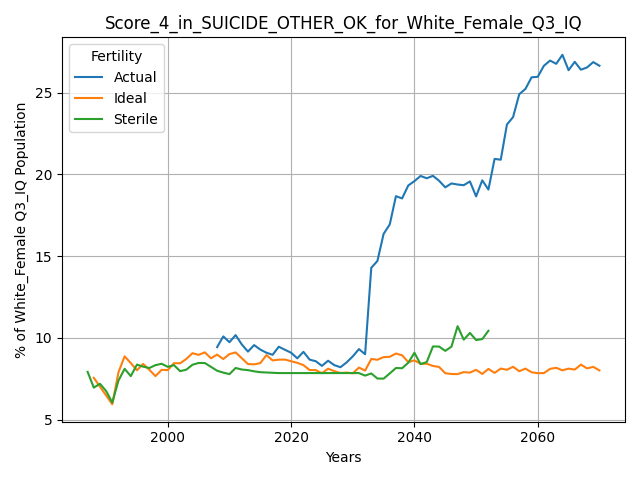 Score_4_in_SUICIDE_OTHER_OK_for_White_Female_Q3_IQ
Fertility
Actual
Ideal
Sterile
% of White_Female Q3_IQ Population
25
20
15
10
5
2000
2020
2040
2060
Years